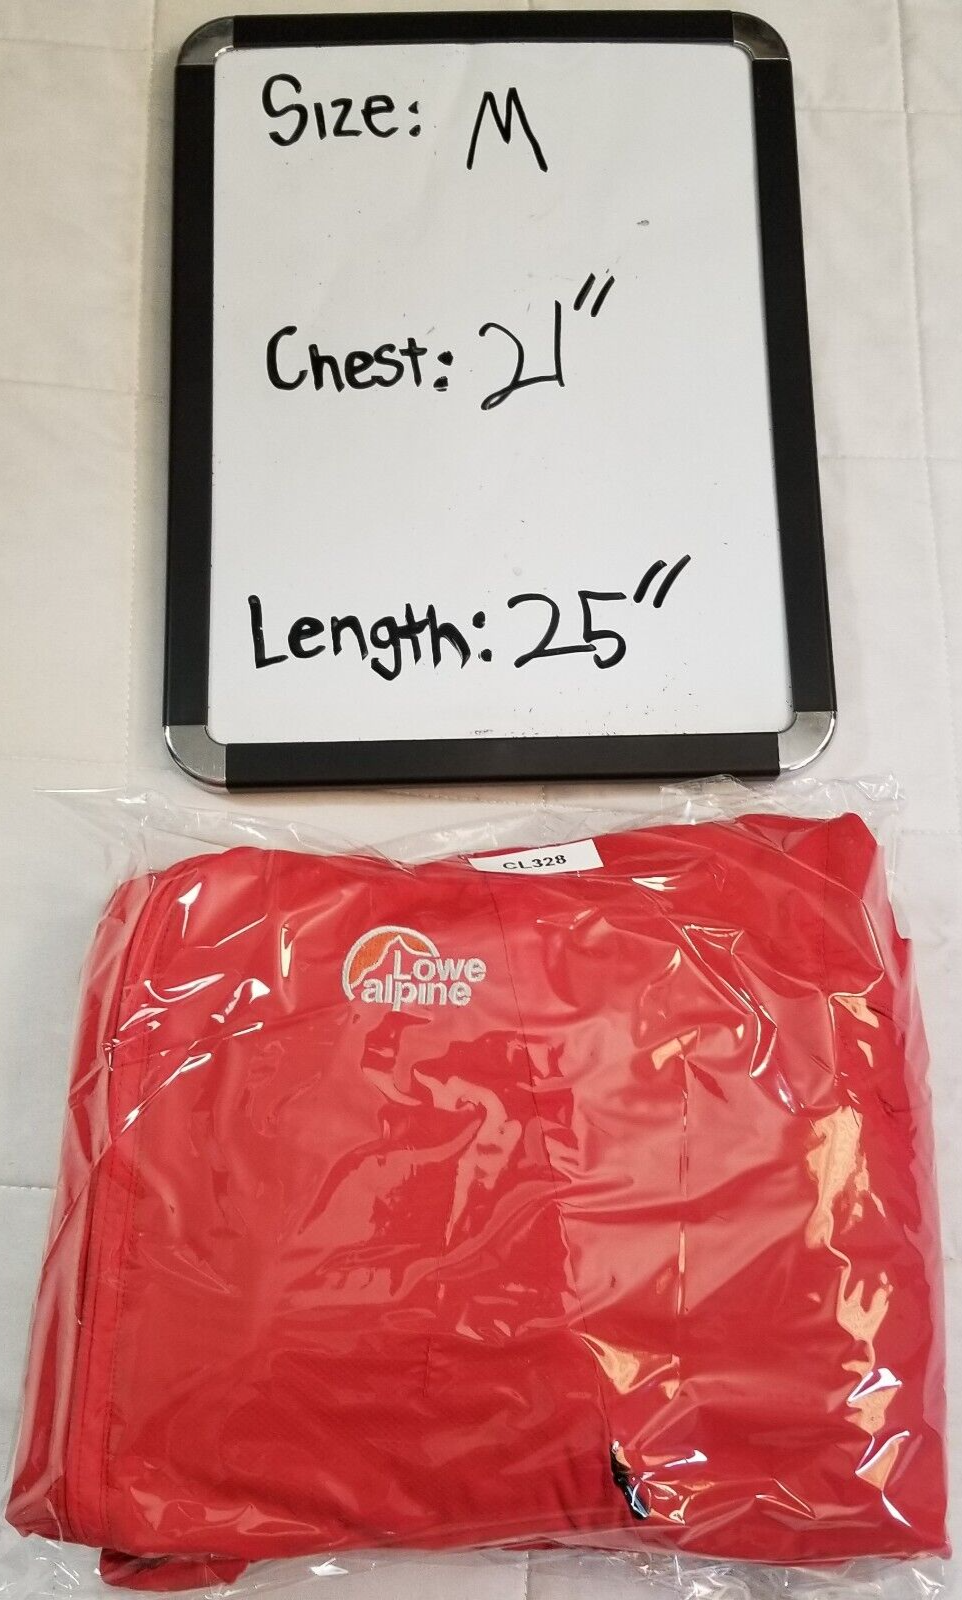 Size: M
Chest: 21"
Length: 25"
CL328
Lowe
alpine